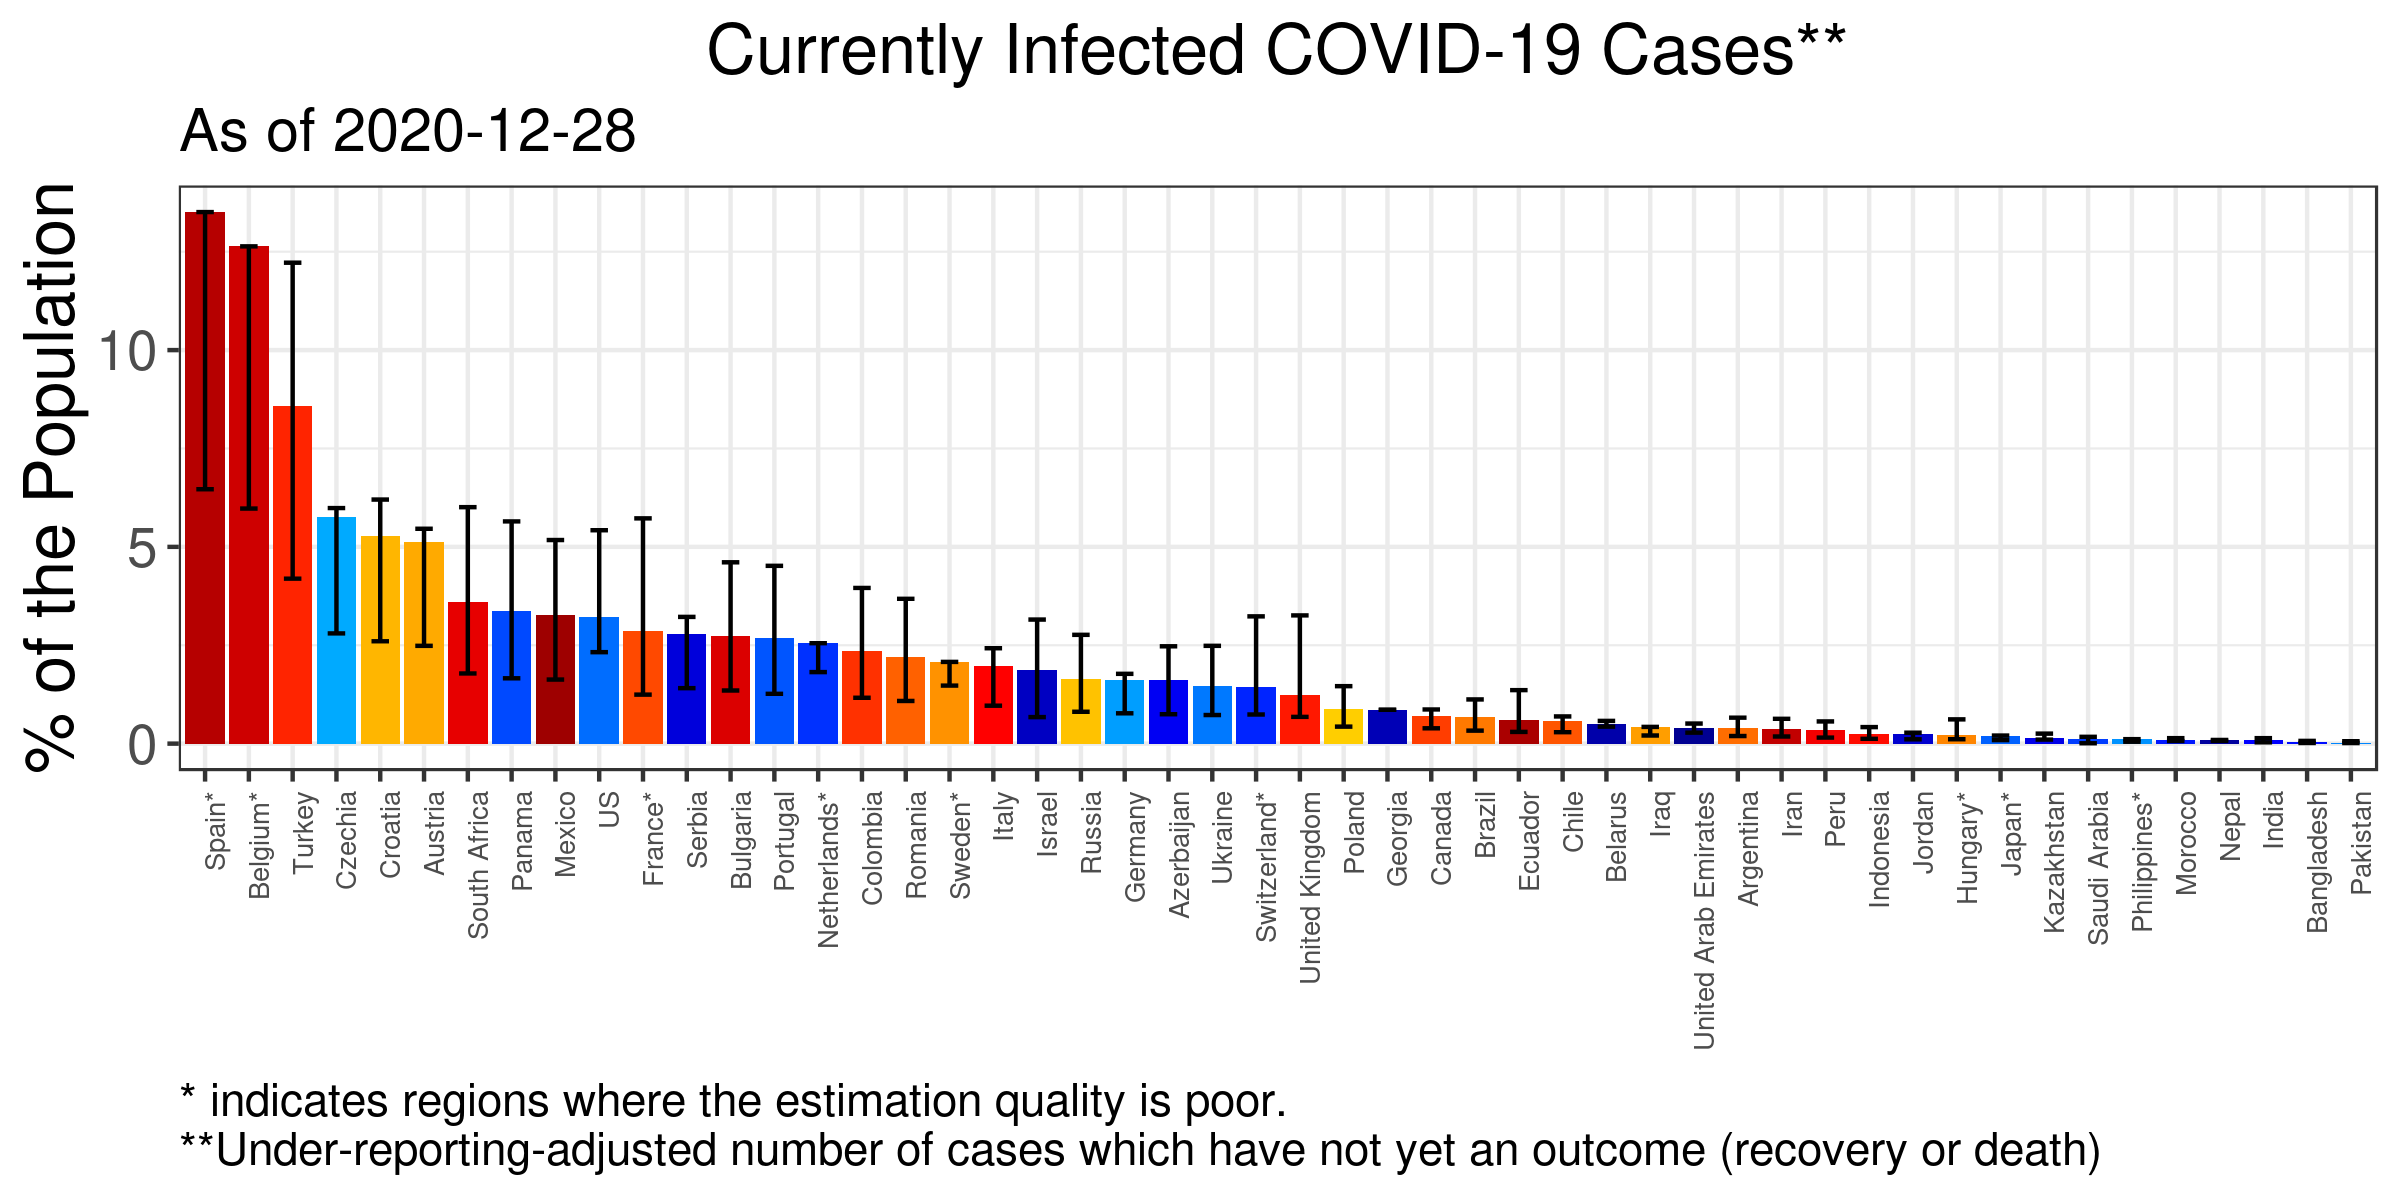 Currently Infected COVID-19 Cases**
As of 2020-12-28
% of the Population
10
5
0
Spain*
Belgium*
Turkey
Czechia
Croatia
Austria
South Africa
Panama
Mexico
US
France*
Serbia
Bulgaria
Portugal
Netherlands*
Colombia
Romania
Sweden*
Italy
Israel
Russia
Germany
Azerbaijan
Ukraine
Switzerland*
United Kingdom
Poland
Georgia
Canada
Brazil
Ecuador
Chile
Belarus
Iraq
United Arab Emirates
Argentina
Iran
Peru
Indonesia
Jordan
Hungary*
Japan*
Kazakhstan
Saudi Arabia
Philippines*
Morocco
Nepal
India
Bangladesh
Pakistan
* indicates regions where the estimation quality is poor.
**Under-reporting-adjusted number of cases which have not yet an outcome (recovery or death)